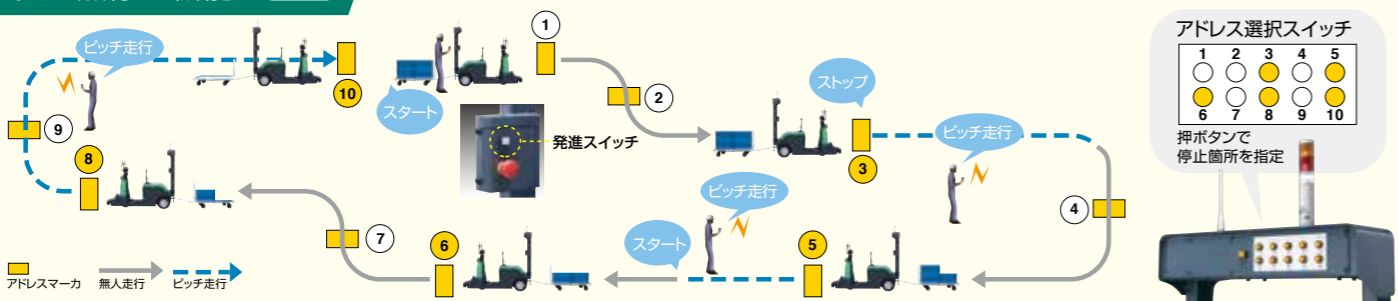 ピッチ走行
10
スタート
1
2
発進スイッチ
ストップ
3
ピッチ走行
4
9
8
7
6
スタート
ピッチ走行
5
アドレスマーカ
無人走行
ピッチ走行
アドレス選択スイッチ
1 2 3 4 5
6 7 8 9 10
押ボタンで
停止箇所を指定